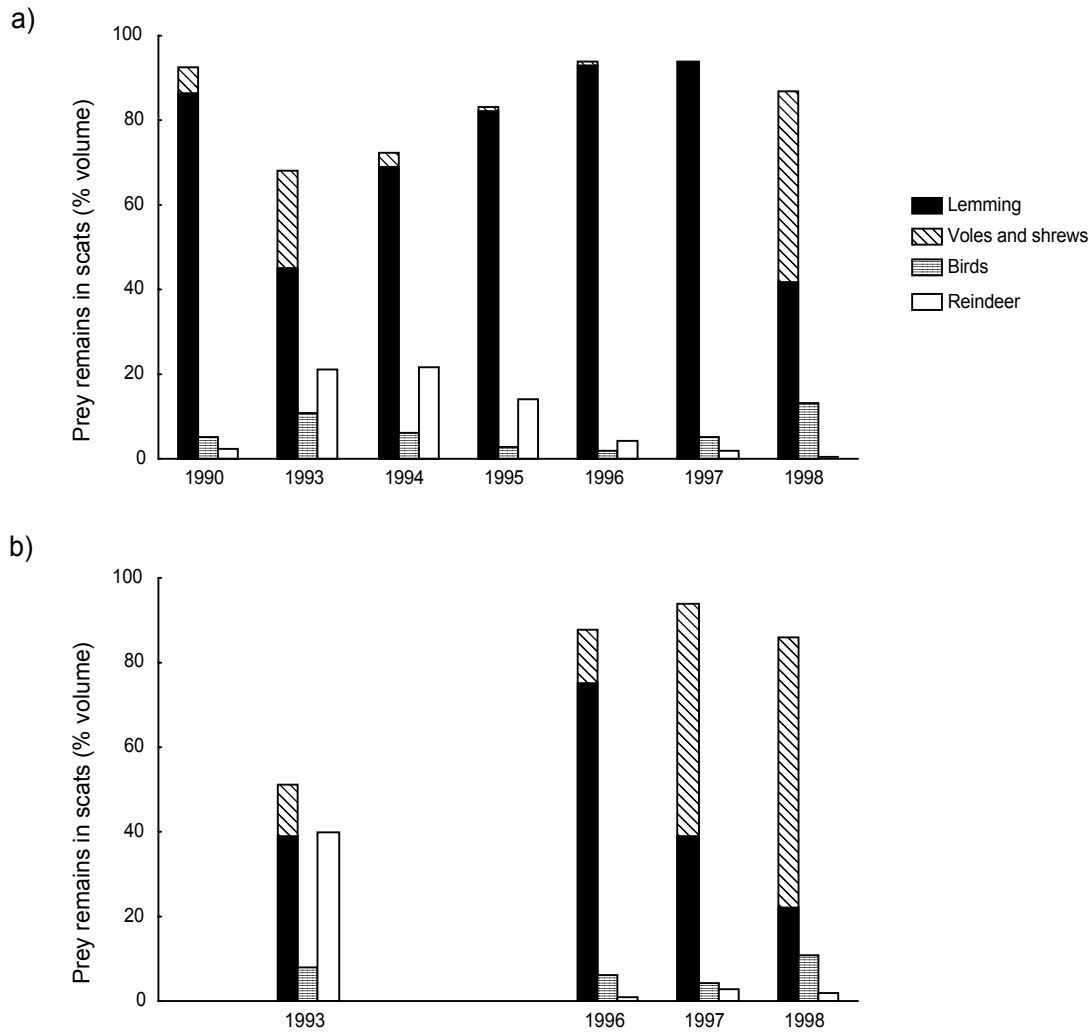 a)
Prey remains in scats (% volume)
100
80
60
40
20
0
1990 1993 1994 1995 1996 1997 1998
Lemming
Voles and shrews
Birds
Reindeer
b)
Prey remains in scats (% volume)
100
80
60
40
20
0
1993 1996 1997 1998